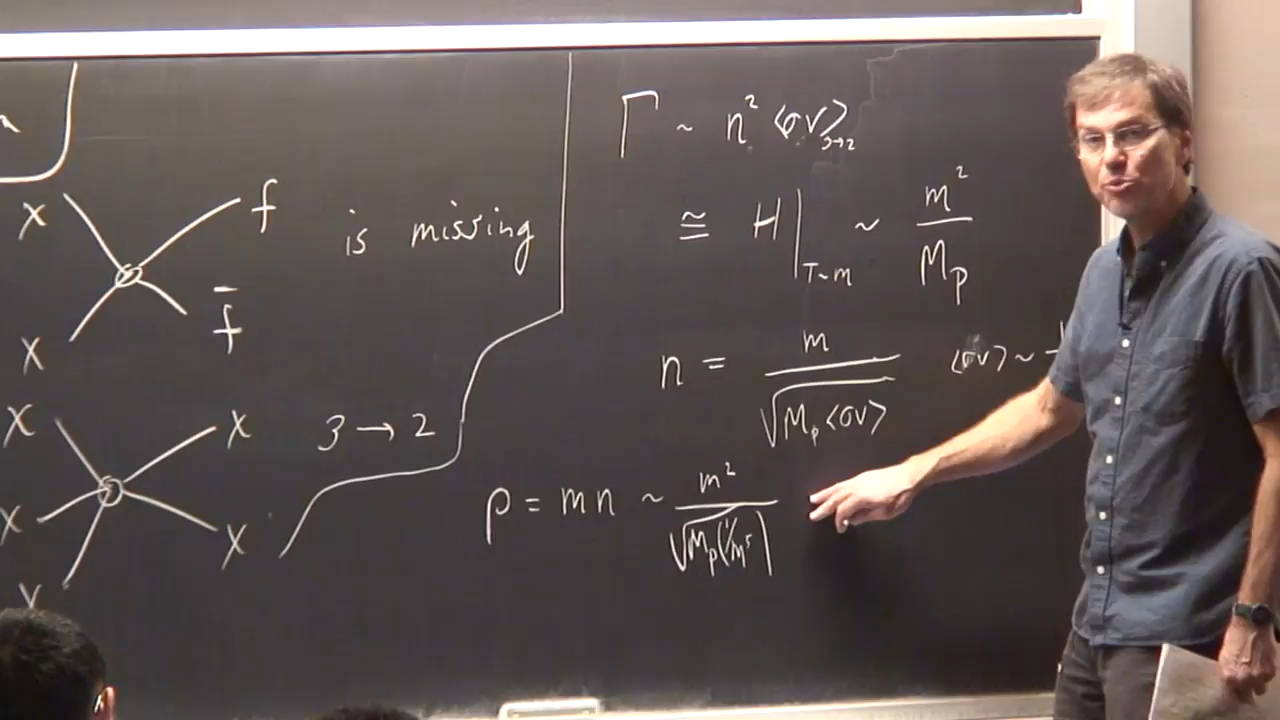 x f is missing
x f̄
x x 3 → 2
x x
x
Γ ~ n² <σv>₃→₂
≅ H|T~m ~ m²/Mp
n = m/√Mp<σv> <σv> ~
ρ = mn ~ m²/√Mp(1/m⁵)